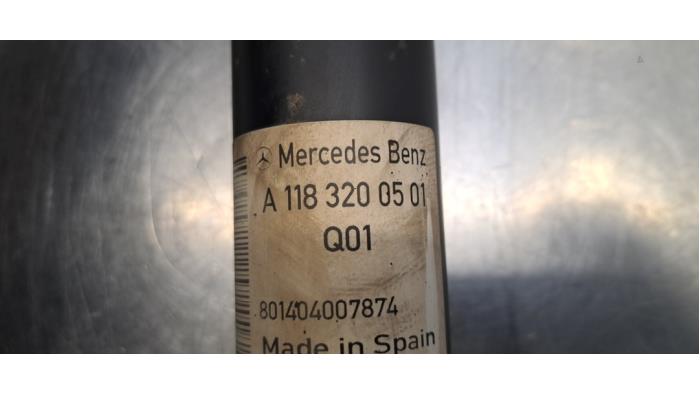 Mercedes Benz
A 118 320 05 01
Q01
801404007874
Made in Spain